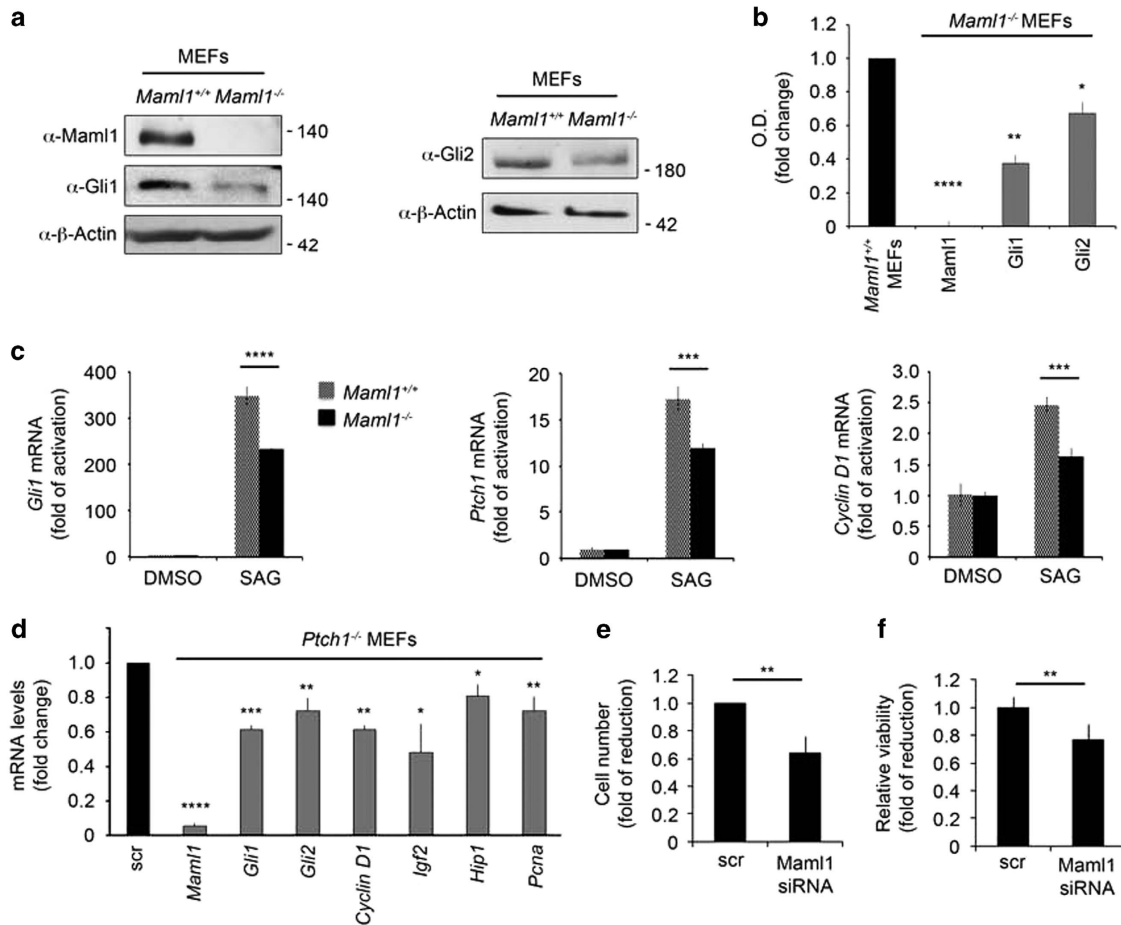 a
MEFs
Maml1+/+ Maml1-/-
α-Maml1
- 140
α-Gli1
- 140
α-β-Actin
- 42
MEFs
Maml1+/+ Maml1-/-
α-Gli2
- 180
α-β-Actin
- 42
b
Maml1-/- MEFs
O.D.
(fold change)
1.0
0.8
0.6
0.4
0.2
0
****
**
*
Maml1+/+
MEFs
Maml1
Gli1
Gli2
c
Gli1 mRNA
(fold of activation)
400
300
200
100
0
****
DMSO
SAG
Maml1+/+
Maml1-/-
Ptch1 mRNA
(fold of activation)
20
15
10
5
0
***
DMSO
SAG
Cyclin D1 mRNA
(fold of activation)
3.0
2.5
2.0
1.5
1.0
0.5
0.0
***
DMSO
SAG
d
Ptch1-/- MEFs
mRNA levels
(fold change)
1.0
0.8
0.6
0.4
0.2
0
****
***
**
**
*
*
**
scr
Maml1
Gli1
Gli2
Cyclin D1
Igf2
Hip1
Pcna
e
Cell number
(fold of reduction)
1.2
1.0
0.8
0.6
0.4
0.2
0
**
scr
Maml1
siRNA
f
Relative viability
(fold of reduction)
1.2
1.0
0.8
0.6
0.4
0.2
0
**
scr
Maml1
siRNA